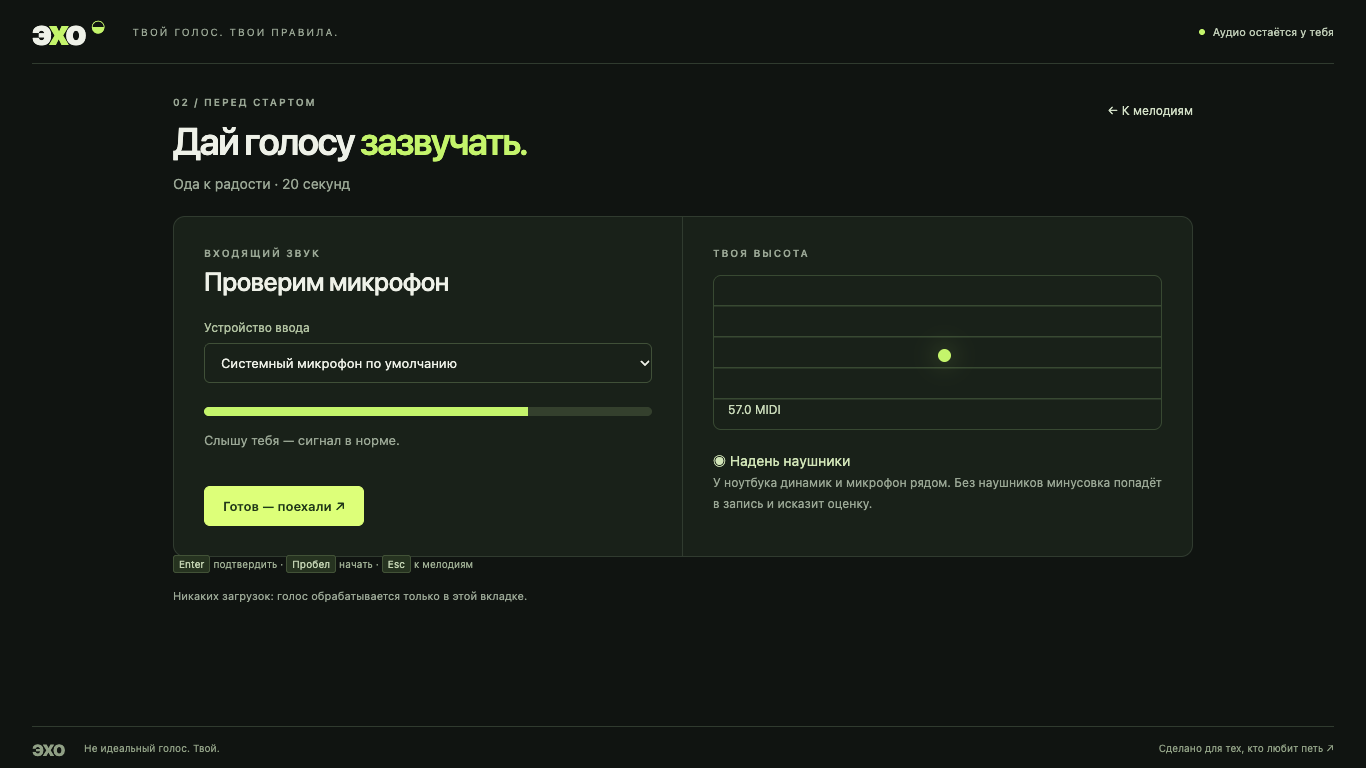 ЭХО
ТВОЙ ГОЛОС. ТВОИ ПРАВИЛА.
Аудио остаётся у тебя
02 / ПЕРЕД СТАРТОМ
← К мелодиям
Дай голосу зазвучать.
Ода к радости · 20 секунд
ВХОДЯЩИЙ ЗВУК
Проверим микрофон
Устройство ввода
Системный микрофон по умолчанию
Слышу тебя — сигнал в норме.
Готов — поехали ↗
ТВОЯ ВЫСОТА
57.0 MIDI
◉ Надень наушники
У ноутбука динамик и микрофон рядом. Без наушников минусовка попадёт
в запись и исказит оценку.
Enter подтвердить · Пробел начать · Esc к мелодиям
Никаких загрузок: голос обрабатывается только в этой вкладке.
ЭХО
Не идеальный голос. Твой.
Сделано для тех, кто любит петь ↗